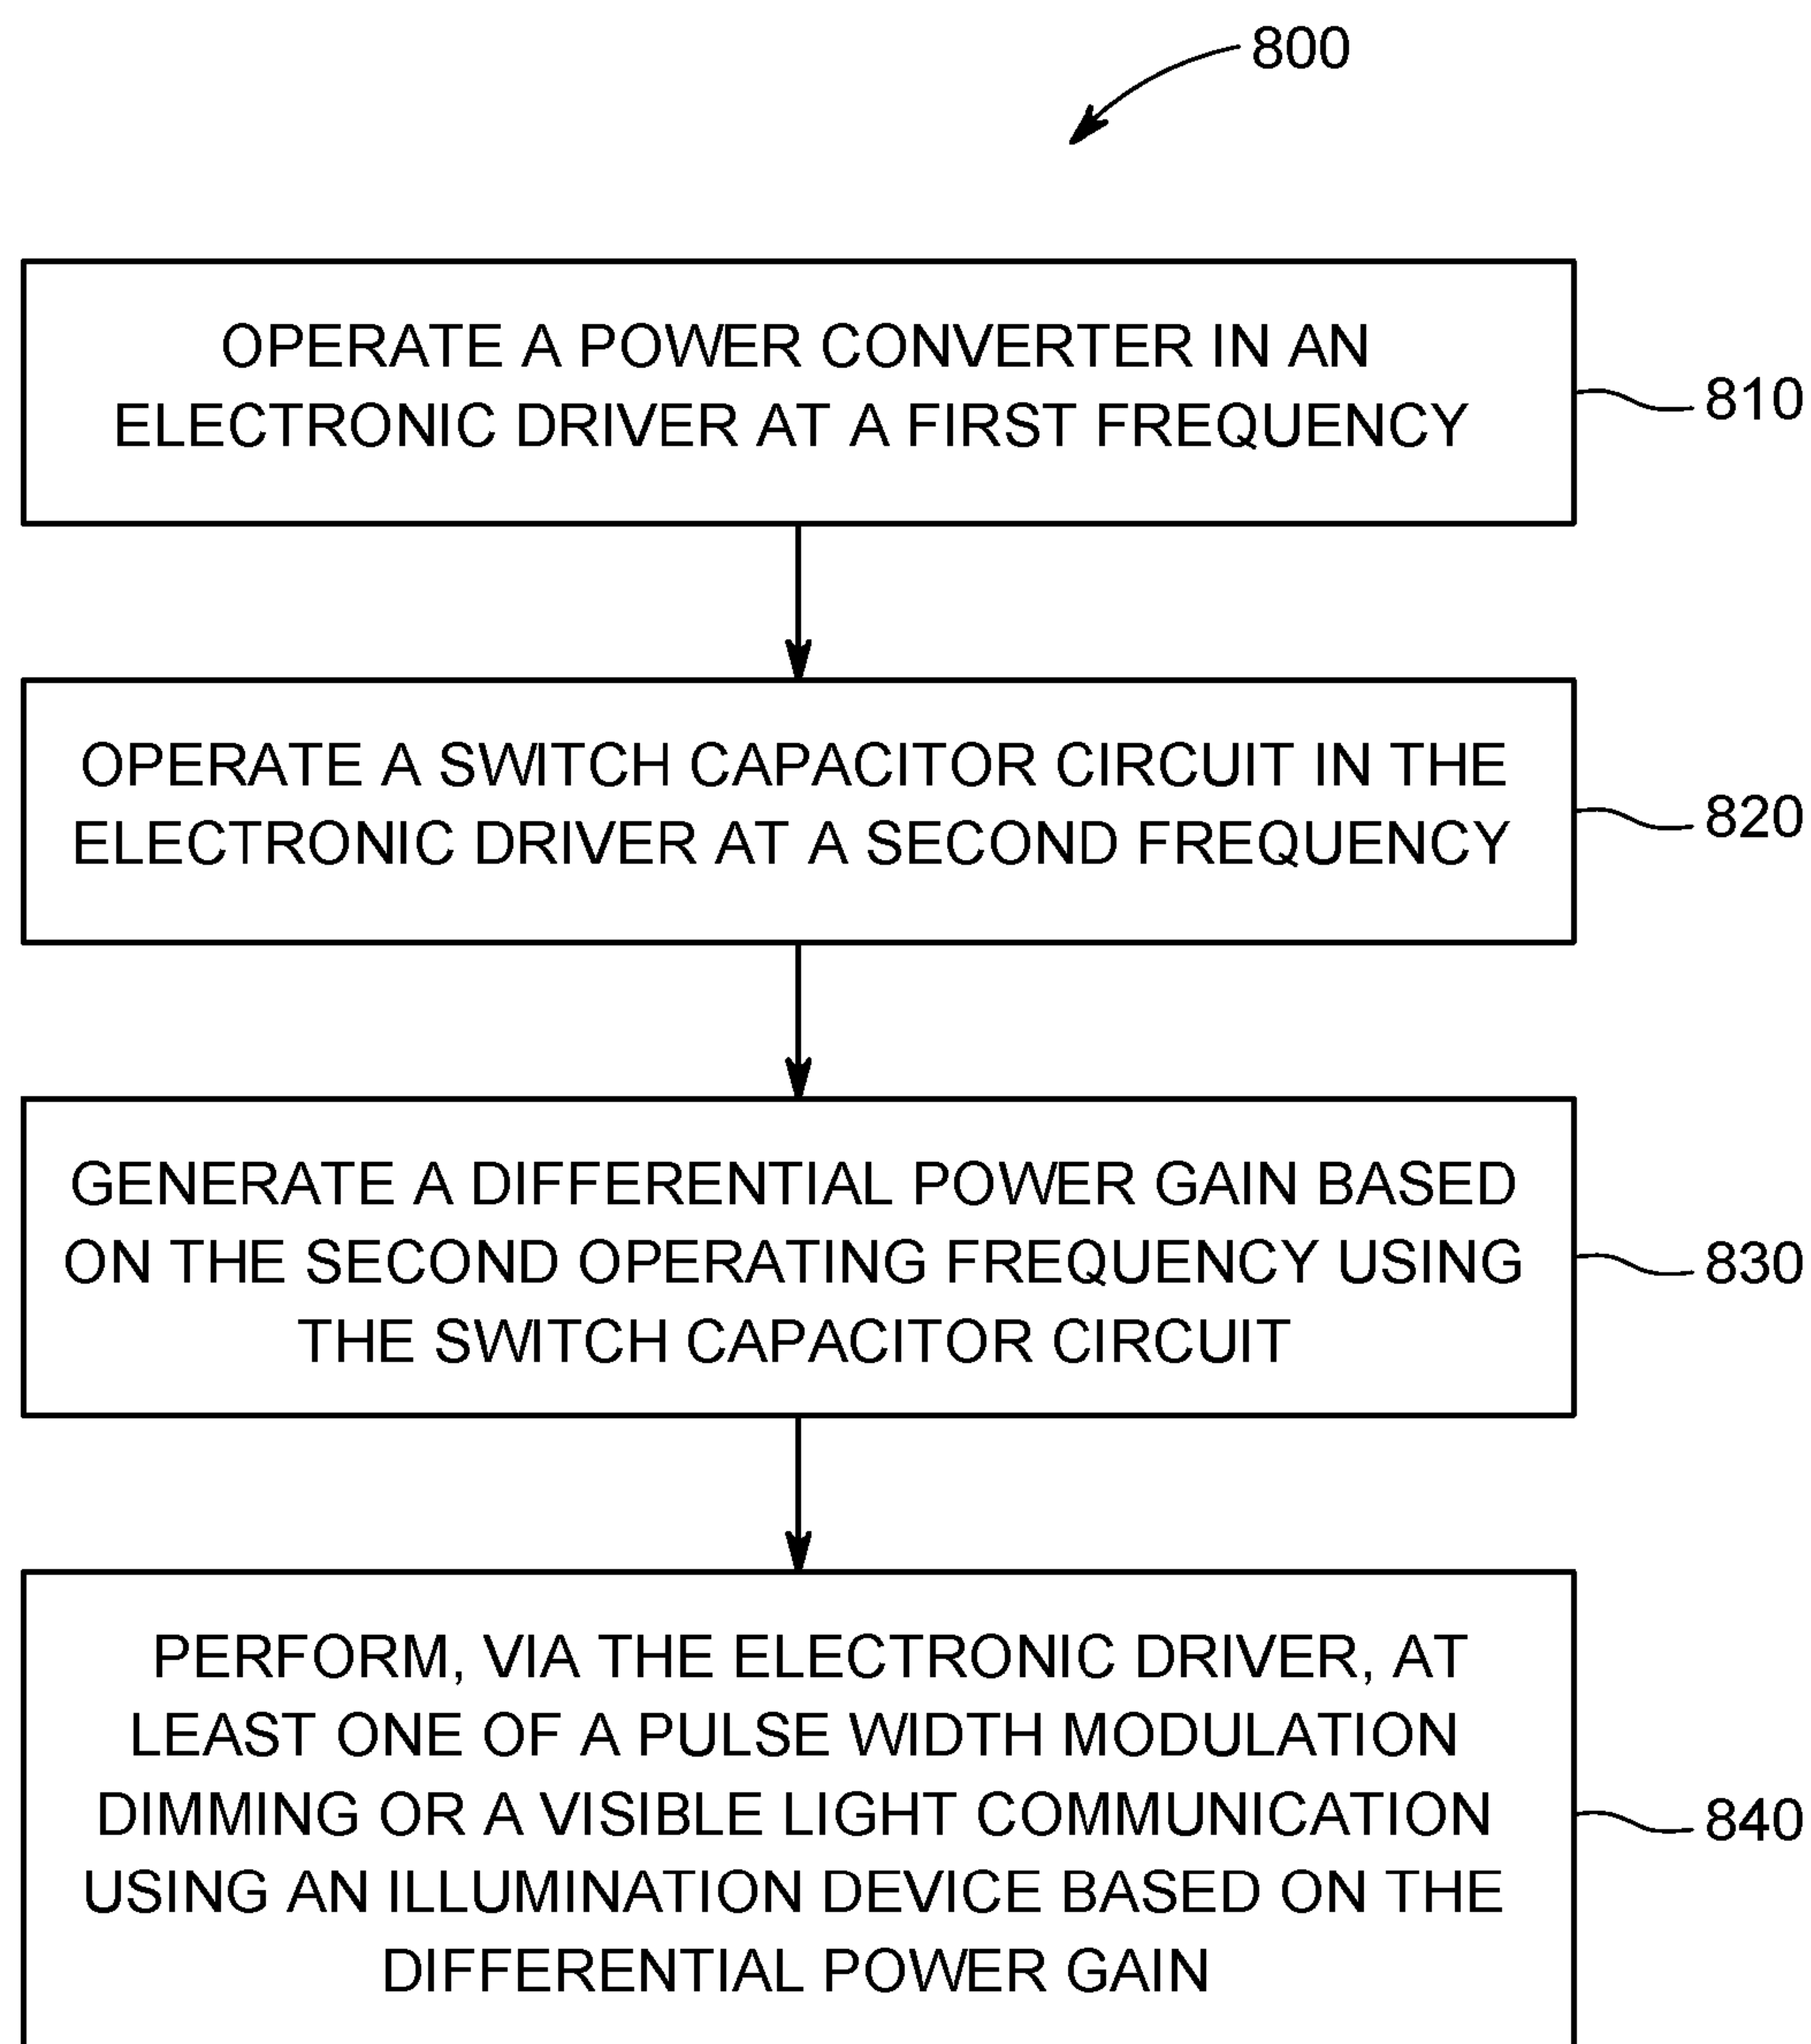 800
OPERATE A POWER CONVERTER IN AN
ELECTRONIC DRIVER AT A FIRST FREQUENCY
810
OPERATE A SWITCH CAPACITOR CIRCUIT IN THE
ELECTRONIC DRIVER AT A SECOND FREQUENCY
820
GENERATE A DIFFERENTIAL POWER GAIN BASED
ON THE SECOND OPERATING FREQUENCY USING
THE SWITCH CAPACITOR CIRCUIT
830
PERFORM, VIA THE ELECTRONIC DRIVER, AT
LEAST ONE OF A PULSE WIDTH MODULATION
DIMMING OR A VISIBLE LIGHT COMMUNICATION
USING AN ILLUMINATION DEVICE BASED ON THE
DIFFERENTIAL POWER GAIN
840